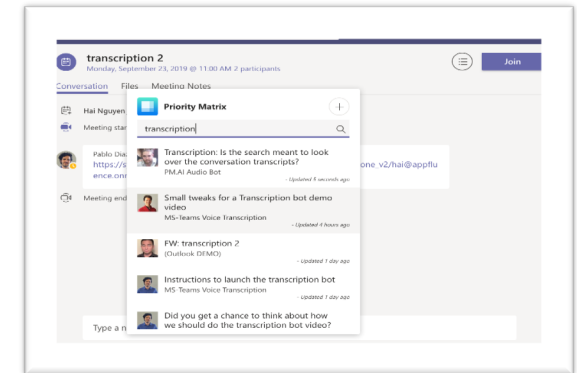 transcription 2
Monday, September 23, 2019 @ 11:00 AM 2 participants
Join
Conversation Files Meeting Notes
Hai Nguyen
Meeting star
Pablo Dia
https://s
ence.onr
one_v2/hai@appflu
Meeting end
Type a n
Priority Matrix
transcription
Transcription: Is the search meant to look
over the conversation transcripts?
PM.AI Audio Bot
- Updated 4 seconds ago
Small tweaks for a Transcription bot demo
video
MS-Teams Voice Transcription
- Updated 4 hours ago
FW: transcription 2
(Outlook DEMO)
- Updated 1 day ago
Instructions to launch the transcription bot
MS-Teams Voice Transcription
- Updated 1 day ago
Did you get a chance to think about how
we should do the transcription bot video?